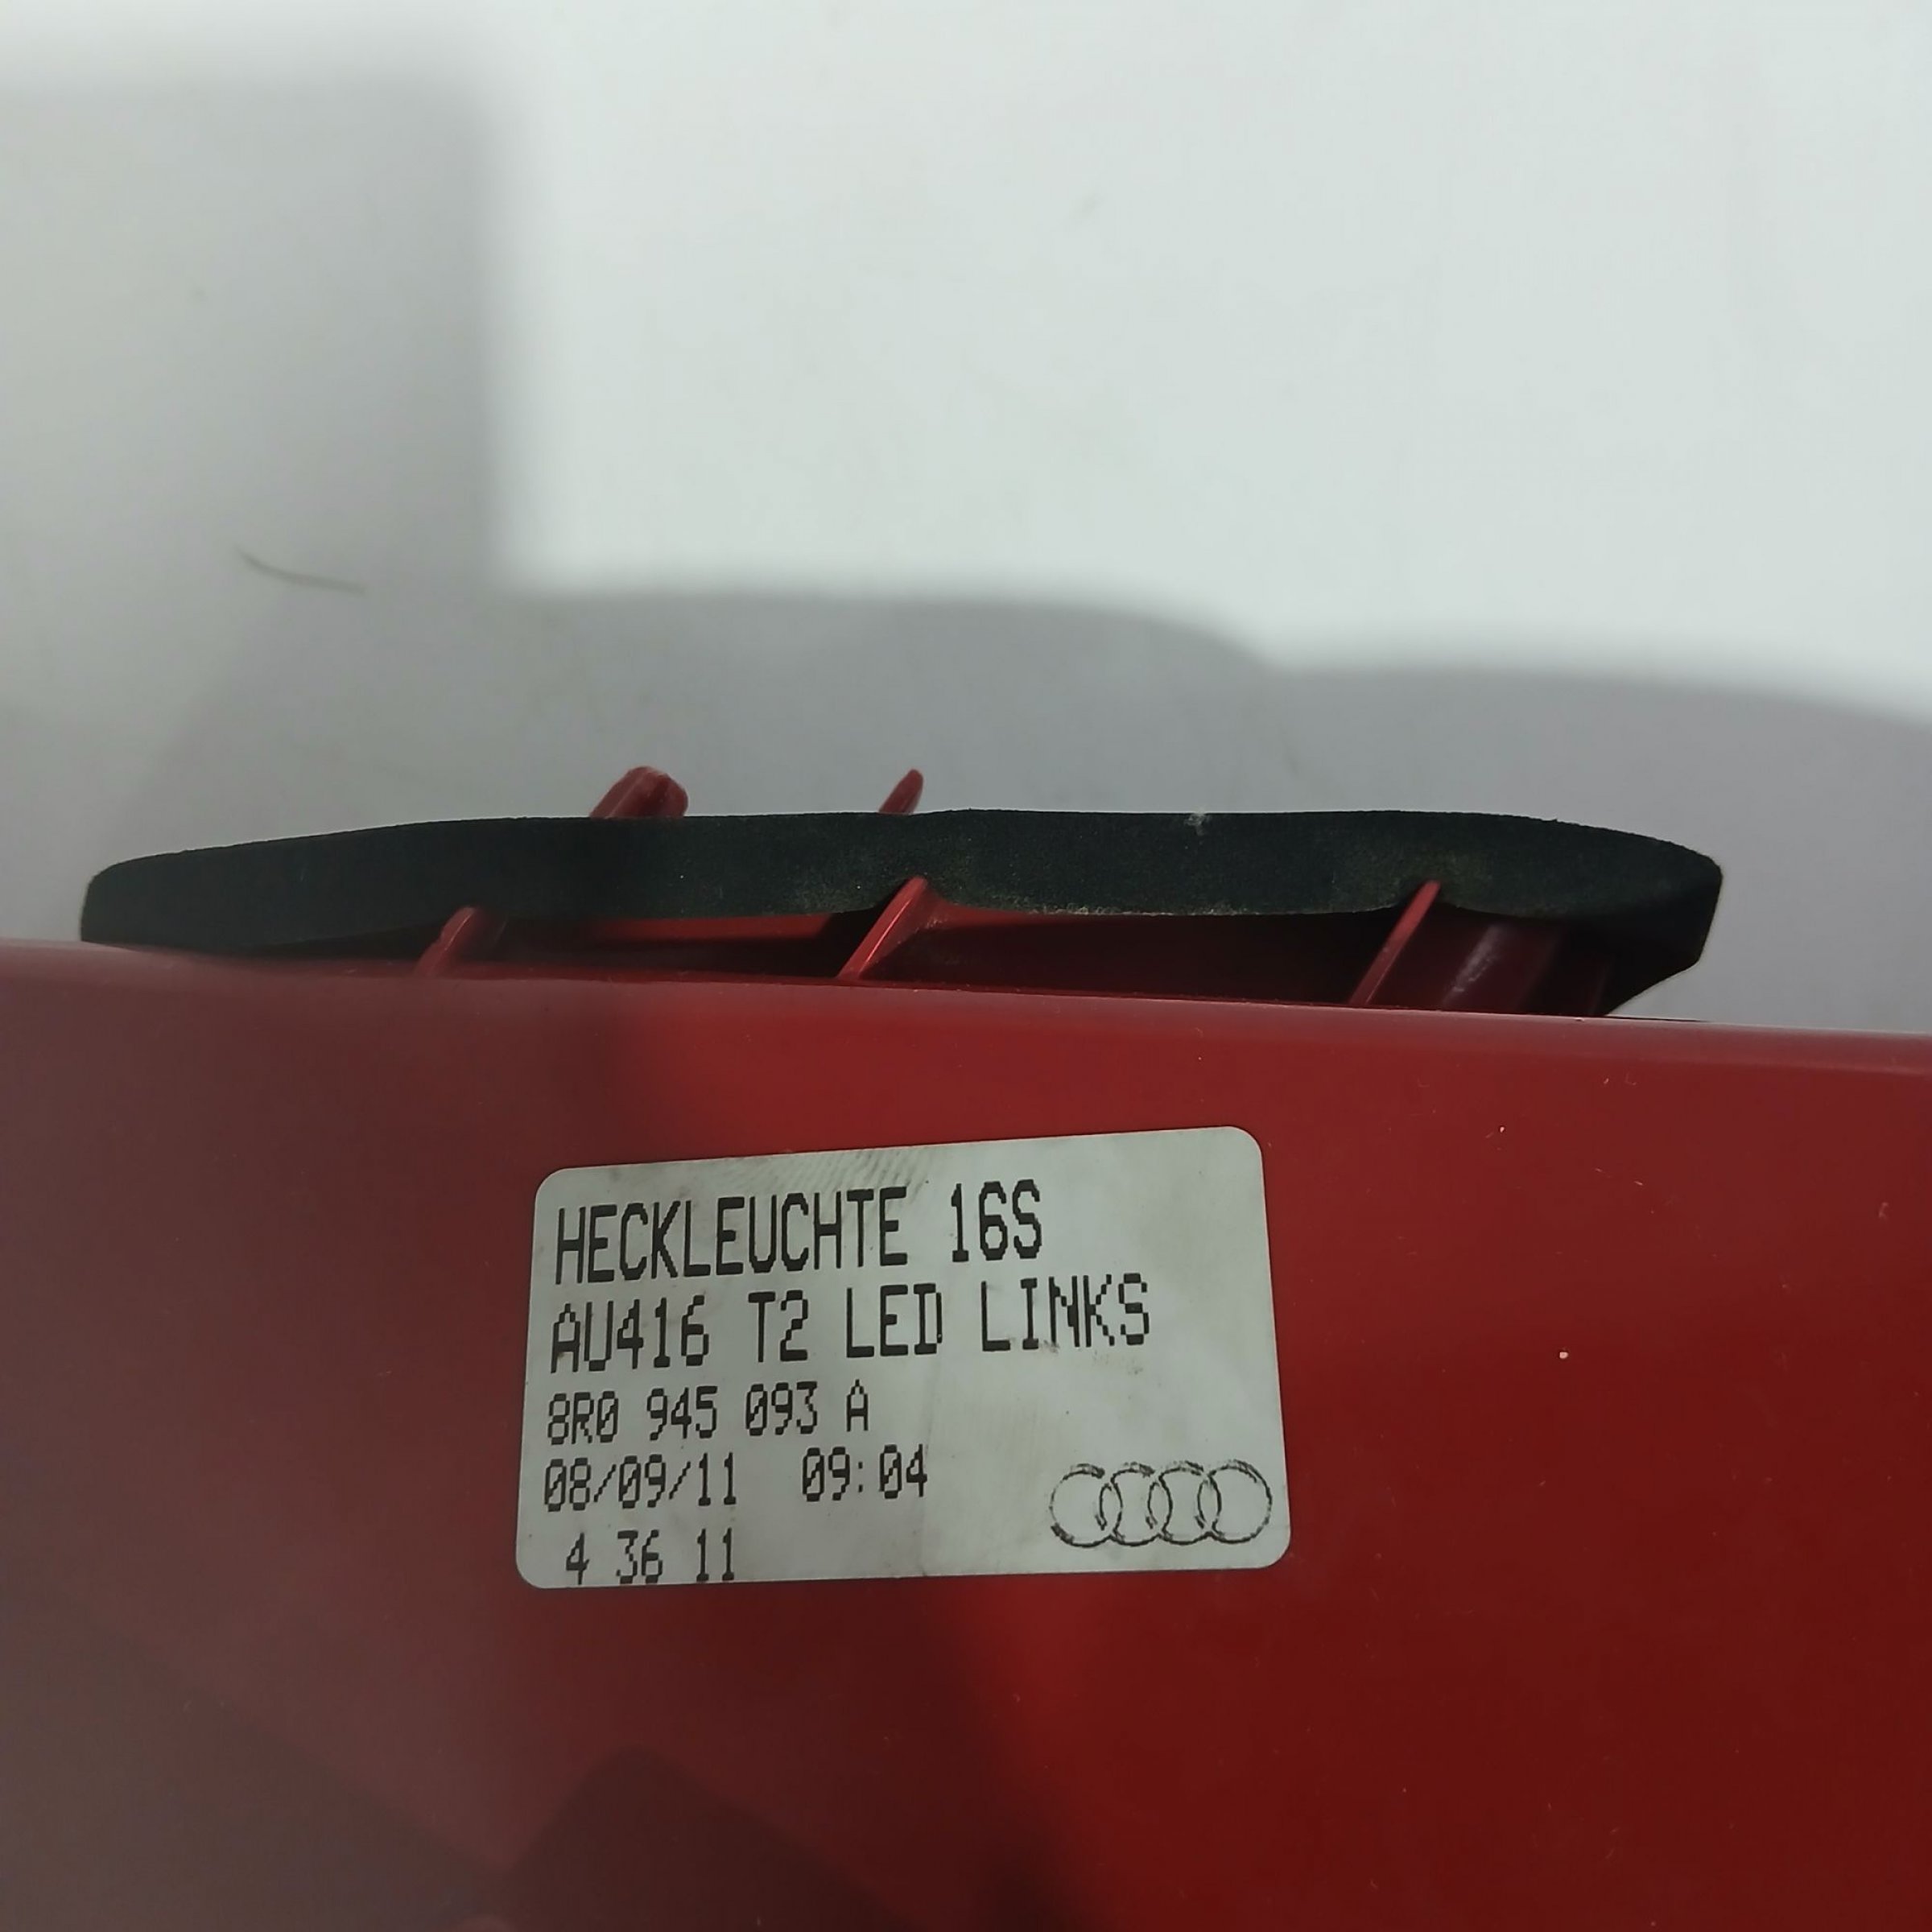 HECKLEUCHTE 16S
AU416 T2 LED LINKS
8R0 945 093 A
08/09/11 09:04
4 36 11